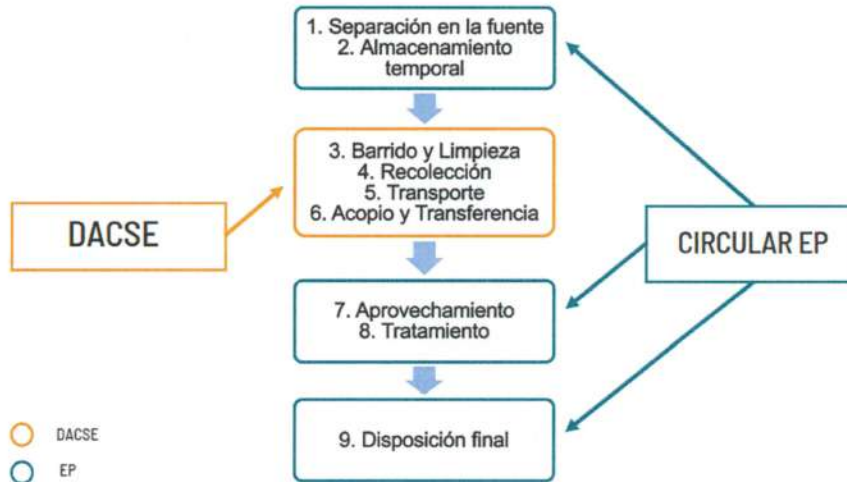 1. Separación en la fuente
2. Almacenamiento
temporal
3. Barrido y Limpieza
4. Recolección
5. Transporte
6. Acopio y Transferencia
DACSE
CIRCULAR EP
7. Aprovechamiento
8. Tratamiento
9. Disposición final
DACSE
EP